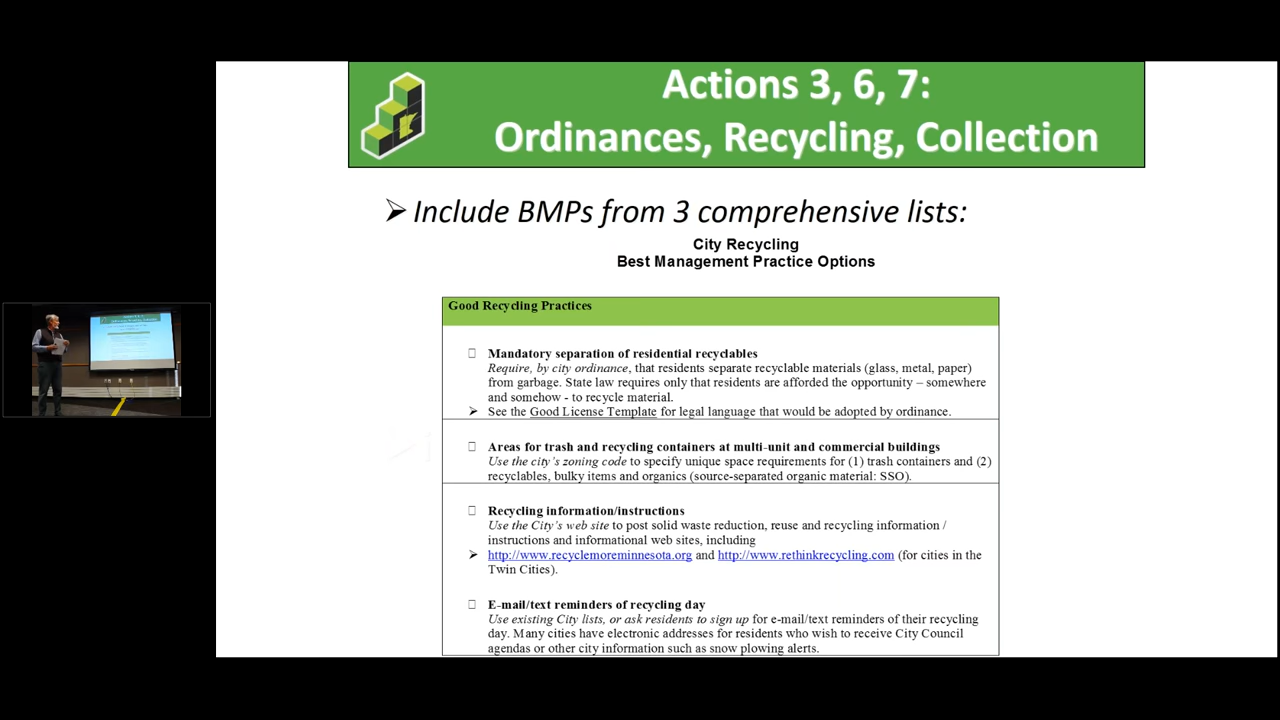 Actions 3, 6, 7:
Ordinances, Recycling, Collection
➢ Include BMPs from 3 comprehensive lists:
City Recycling
Best Management Practice Options
Good Recycling Practices
☐ Mandatory separation of residential recyclables
Require, by city ordinance, that residents separate recyclable materials (glass, metal, paper)
from garbage. State law requires only that residents are afforded the opportunity – somewhere
and somehow - to recycle material.
➢ See the Good License Template for legal language that would be adopted by ordinance.
☐ Areas for trash and recycling containers at multi-unit and commercial buildings
Use the city's zoning code to specify unique space requirements for (1) trash containers and (2)
recyclables, bulky items and organics (source-separated organic material: SSO).
☐ Recycling information/instructions
Use the City's web site to post solid waste reduction, reuse and recycling information /
instructions and informational web sites, including
➢ http://www.recyclemoreminnesota.org and http://www.rethinkrecycling.com (for cities in the
Twin Cities).
☐ E-mail/text reminders of recycling day
Use existing City lists, or ask residents to sign up for e-mail/text reminders of their recycling
day. Many cities have electronic addresses for residents who wish to receive City Council
agendas or other city information such as snow plowing alerts.